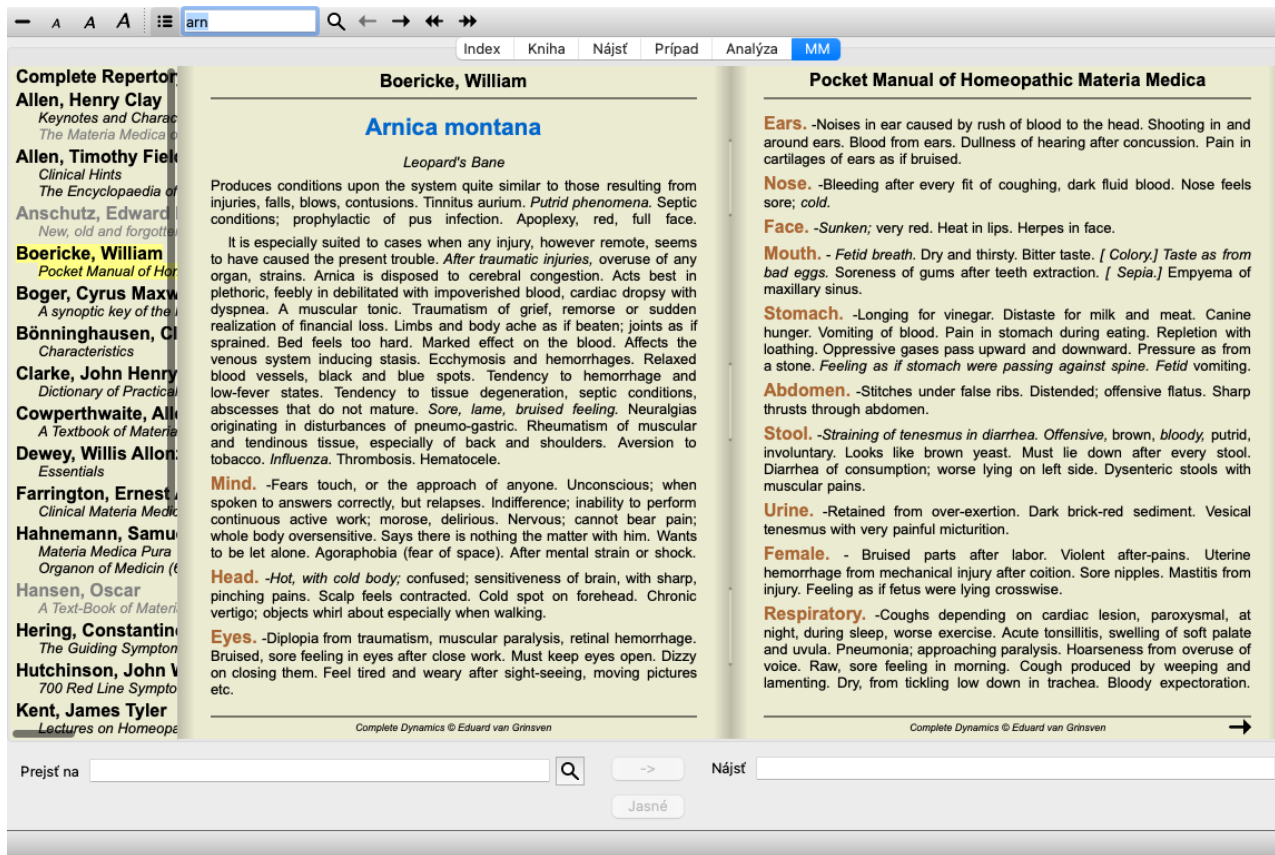 A A A arn
Index Kniha Nájsť Prípad Analýza MM
Complete Repertor
Allen, Henry Clay
Keynotes and Charac
The Materia Medica o
Allen, Timothy Fiel
Clinical Hints
The Encyclopaedia of
Anschutz, Edward
New, old and forgotte
Boericke, William
Pocket Manual of Hor
Boger, Cyrus Maxw
A synoptic key of the
Bönninghausen, Cl
Characteristics
Clarke, John Henry
Dictionary of Practical
Cowperthwaite, All
A Textbook of Materia
Dewey, Willis Allon
Essentials
Farrington, Ernest
Clinical Materia Medic
Hahnemann, Samu
Materia Medica Pura
Organon of Medicin (6
Hansen, Oscar
A Text-Book of Materi
Hering, Constantin
The Guiding Sympton
Hutchinson, John W
700 Red Line Sympto
Kent, James Tyler
Lectures on Homeopa
Boericke, William
Arnica montana
Leopard's Bane
Produces conditions upon the system quite similar to those resulting from
injuries, falls, blows, contusions. Tinnitus aurium. Putrid phenomena. Septic
conditions; prophylactic of pus infection. Apoplexy, red, full face.
It is especially suited to cases when any injury, however remote, seems
to have caused the present trouble. After traumatic injuries, overuse of any
organ, strains. Arnica is disposed to cerebral congestion. Acts best in
plethoric, feebly in debilitated with impoverished blood, cardiac dropsy with
dyspnea. A muscular tonic. Traumatism of grief, remorse or sudden
realization of financial loss. Limbs and body ache as if beaten; joints as if
sprained. Bed feels too hard. Marked effect on the blood. Affects the
venous system inducing stasis. Ecchymosis and hemorrhages. Relaxed
blood vessels, black and blue spots. Tendency to hemorrhage and
low-fever states. Tendency to tissue degeneration, septic conditions,
abscesses that do not mature. Sore, lame, bruised feeling. Neuralgias
originating in disturbances of pneumo-gastric. Rheumatism of muscular
and tendinous tissue, especially of back and shoulders. Aversion to
tobacco. Influenza. Thrombosis. Hematocele.
Mind. -Fears touch, or the approach of anyone. Unconscious; when
spoken to answers correctly, but relapses. Indifference; inability to perform
continuous active work; morose, delirious. Nervous; cannot bear pain;
whole body oversensitive. Says there is nothing the matter with him. Wants
to be let alone. Agoraphobia (fear of space). After mental strain or shock.
Head. -Hot, with cold body; confused; sensitiveness of brain, with sharp,
pinching pains. Scalp feels contracted. Cold spot on forehead. Chronic
vertigo; objects whirl about especially when walking.
Eyes. -Diplopia from traumatism, muscular paralysis, retinal hemorrhage.
Bruised, sore feeling in eyes after close work. Must keep eyes open. Dizzy
on closing them. Feel tired and weary after sight-seeing, moving pictures
etc.
Complete Dynamics © Eduard van Grinsven
Pocket Manual of Homeopathic Materia Medica
Ears. -Noises in ear caused by rush of blood to the head. Shooting in and
around ears. Blood from ears. Dullness of hearing after concussion. Pain in
cartilages of ears as if bruised.
Nose. -Bleeding after every fit of coughing, dark fluid blood. Nose feels
sore; cold.
Face. -Sunken; very red. Heat in lips. Herpes in face.
Mouth. - Fetid breath. Dry and thirsty. Bitter taste. [ Colory.] Taste as from
bad eggs. Soreness of gums after teeth extraction. [ Sepia.] Empyema of
maxillary sinus.
Stomach. -Longing for vinegar. Distaste for milk and meat. Canine
hunger. Vomiting of blood. Pain in stomach during eating. Repletion with
loathing. Oppressive gases pass upward and downward. Pressure as from
a stone. Feeling as if stomach were passing against spine. Fetid vomiting.
Abdomen. -Stitches under false ribs. Distended; offensive flatus. Sharp
thrusts through abdomen.
Stool. -Straining of tenesmus in diarrhea. Offensive, brown, bloody, putrid,
involuntary. Looks like brown yeast. Must lie down after every stool.
Diarrhea of consumption; worse lying on left side. Dysenteric stools with
muscular pains.
Urine. -Retained from over-exertion. Dark brick-red sediment. Vesical
tenesmus with very painful micturition.
Female. - Bruised parts after labor. Violent after-pains. Uterine
hemorrhage from mechanical injury after coition. Sore nipples. Mastitis from
injury. Feeling as if fetus were lying crosswise.
Respiratory. -Coughs depending on cardiac lesion, paroxysmal, at
night, during sleep, worse exercise. Acute tonsillitis, swelling of soft palate
and uvula. Pneumonia; approaching paralysis. Hoarseness from overuse of
voice. Raw, sore feeling in morning. Cough produced by weeping and
lamenting. Dry, from tickling low down in trachea. Bloody expectoration.
Complete Dynamics © Eduard van Grinsven
Prejsť na -> Nájsť
Jasné